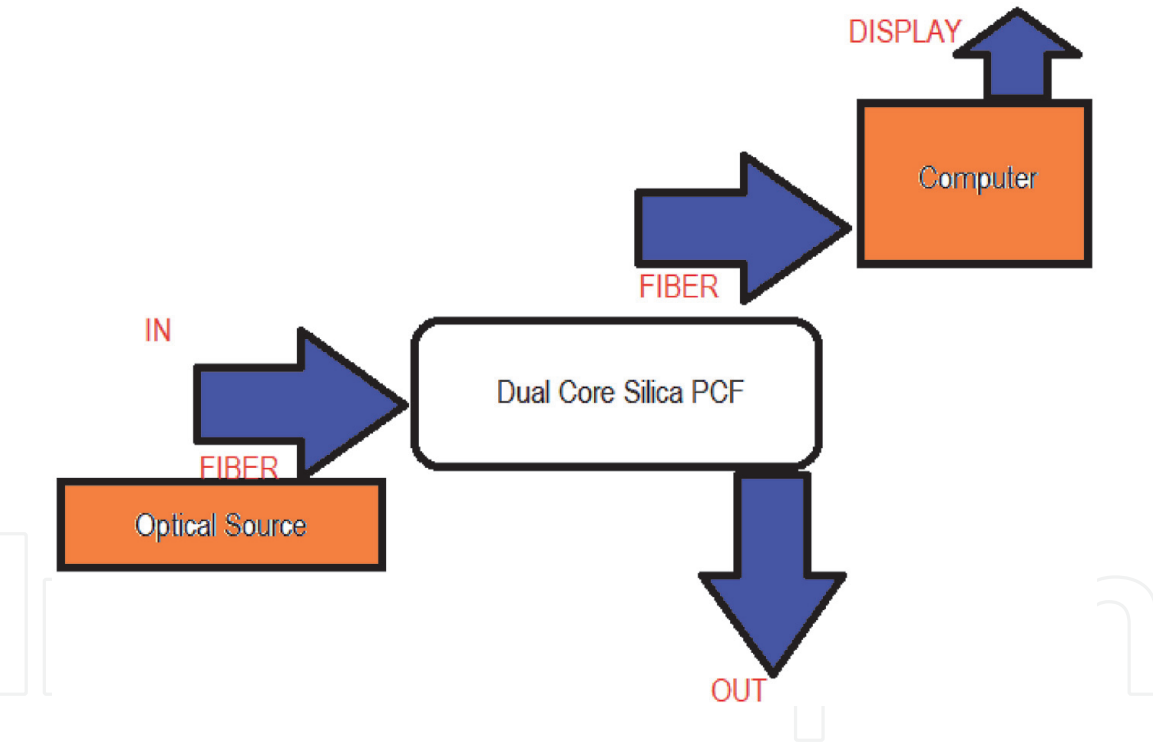 DISPLAY
Computer
FIBER
IN
Dual Core Silica PCF
FIBER
Optical Source
OUT